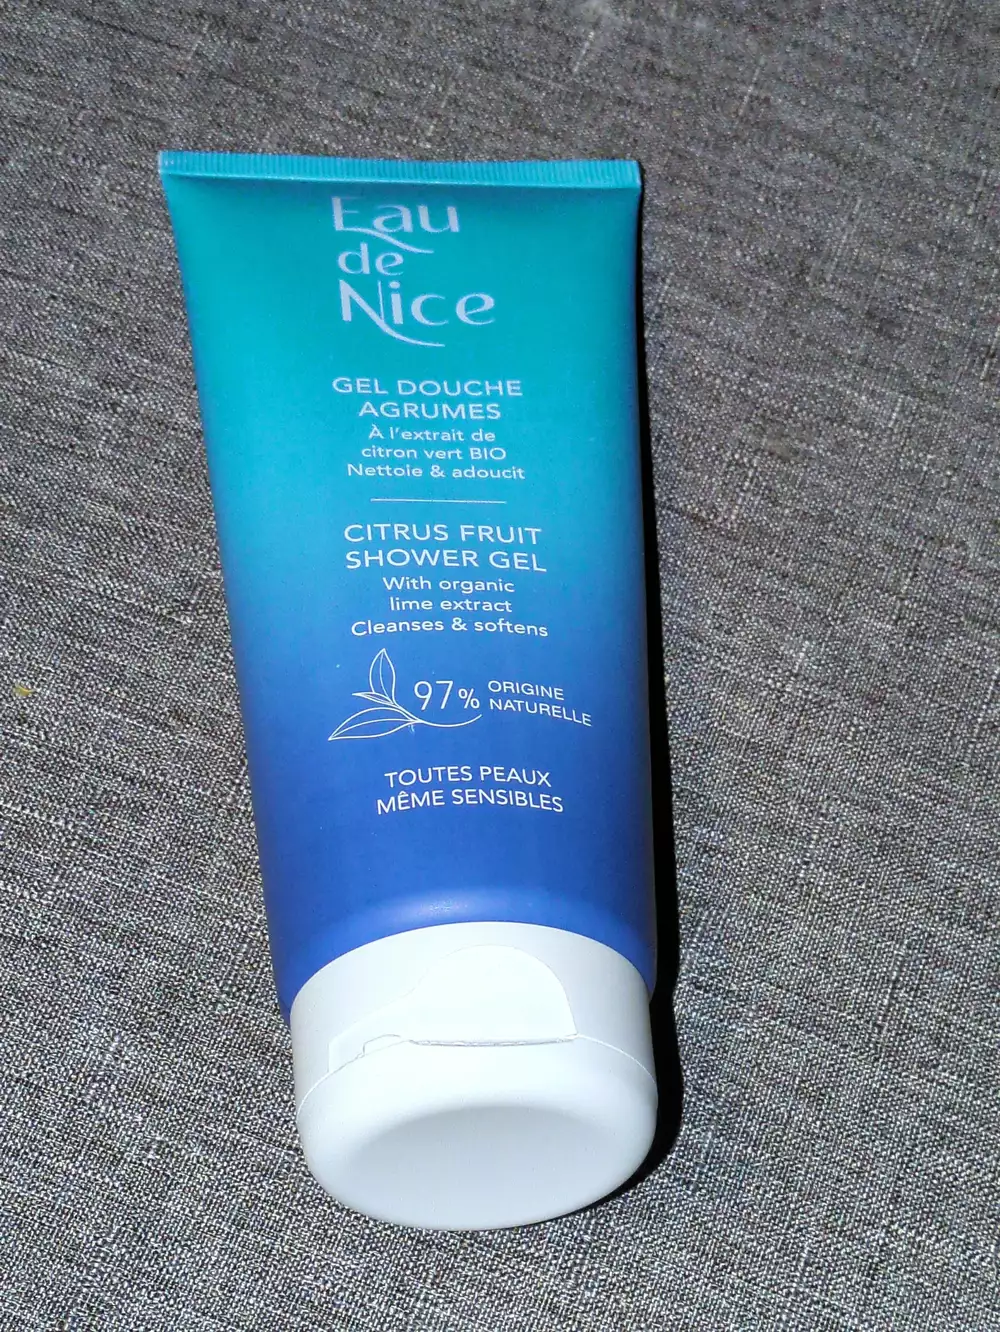 Eau
de
Nice
GEL DOUCHE
AGRUMES
À l'extrait de
citron vert BIO
Nettoie & adoucit
CITRUS FRUIT
SHOWER GEL
With organic
lime extract
Cleanses & softens
97% ORIGINE
NATURELLE
TOUTES PEAUX
MÊME SENSIBLES